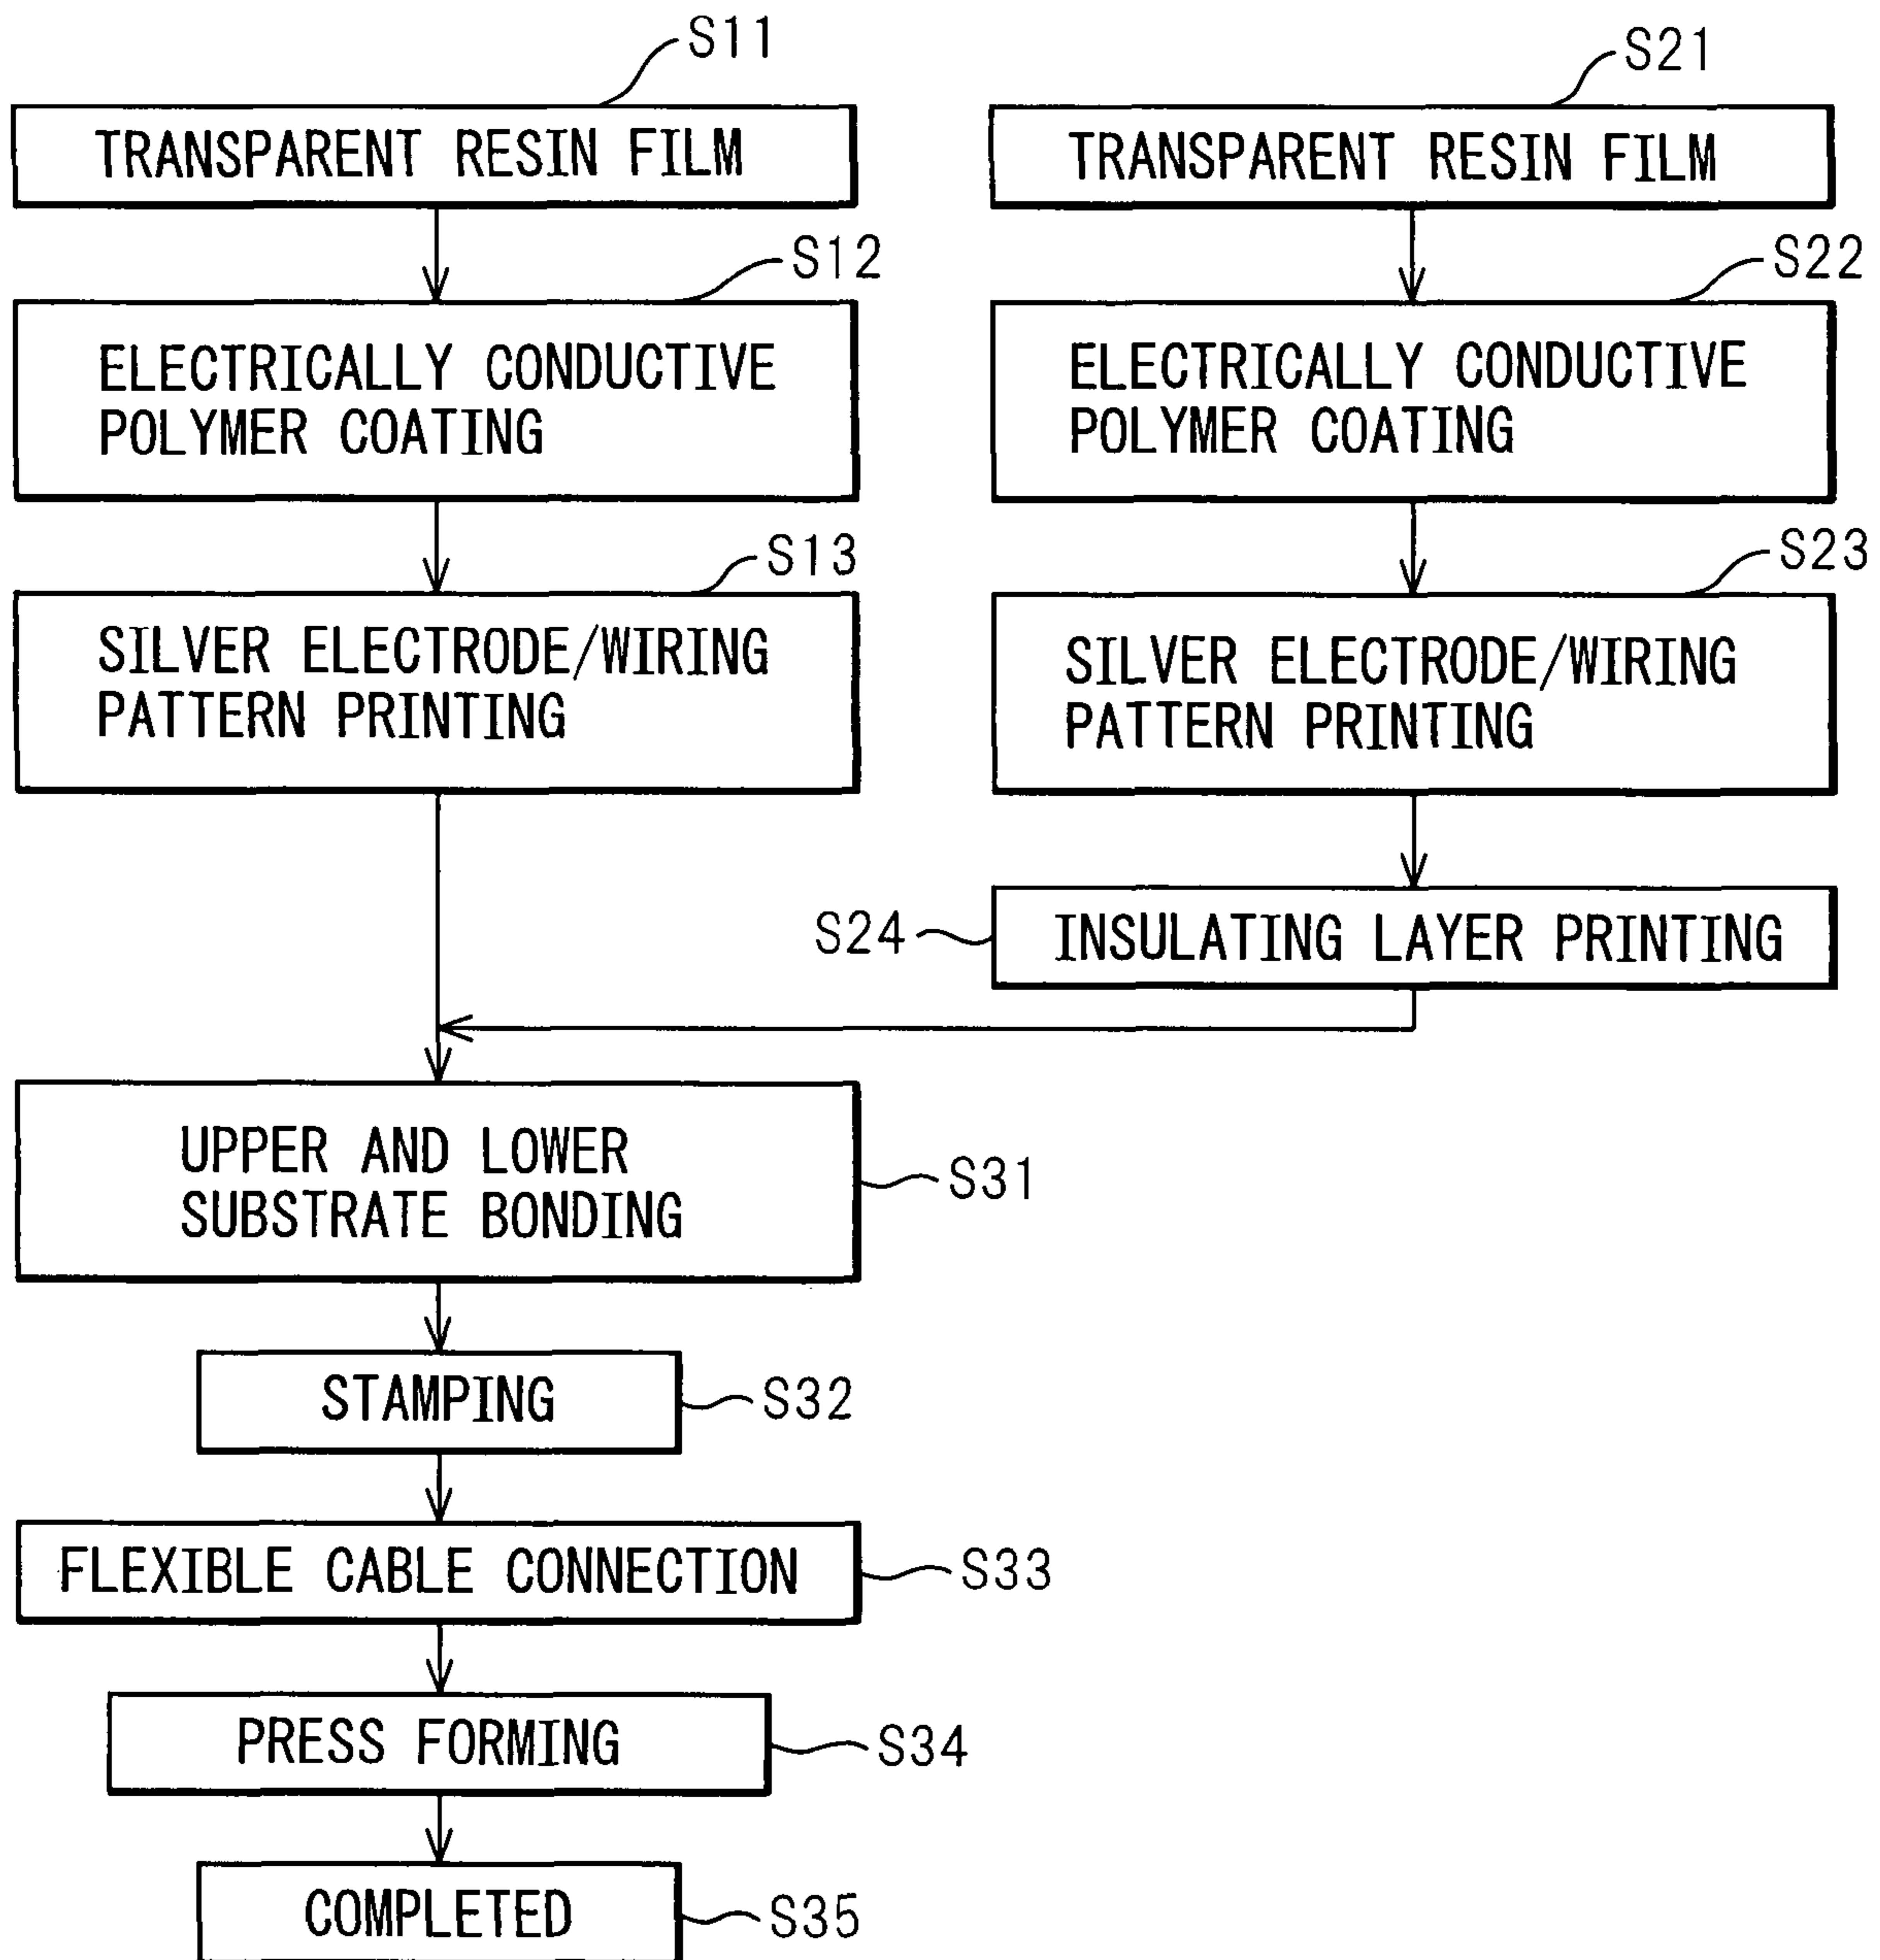 S11
TRANSPARENT RESIN FILM
S12
ELECTRICALLY CONDUCTIVE
POLYMER COATING
S13
SILVER ELECTRODE/WIRING
PATTERN PRINTING
S21
TRANSPARENT RESIN FILM
S22
ELECTRICALLY CONDUCTIVE
POLYMER COATING
S23
SILVER ELECTRODE/WIRING
PATTERN PRINTING
S24
INSULATING LAYER PRINTING
UPPER AND LOWER
SUBSTRATE BONDING
S31
STAMPING
S32
FLEXIBLE CABLE CONNECTION
S33
PRESS FORMING
S34
COMPLETED
S35